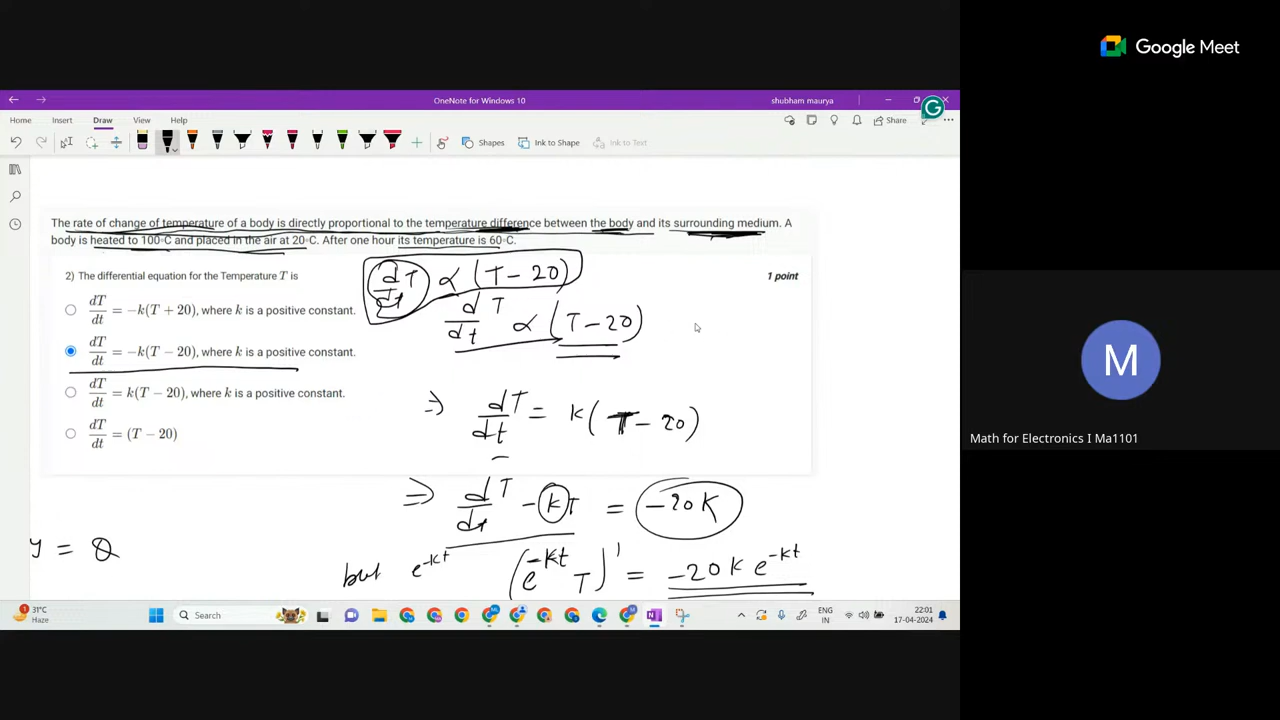 Google Meet
OneNote for Windows 10
shubham maurya
Home Insert Draw View Help
Share
Shapes Ink to Shape Ink to Text
The rate of change of temperature of a body is directly proportional to the temperature difference between the body and its surrounding medium. A
body is heated to 100◦C and placed in the air at 20◦C. After one hour its temperature is 60◦C.
2) The differential equation for the Temperature T is
1 point
dT/dt ∝ (T - 20)
dT/dt = −k(T + 20), where k is a positive constant.
d/dt T ∝ (T - 20)
dT/dt = −k(T − 20), where k is a positive constant.
dT/dt = k(T − 20), where k is a positive constant.
⇒ dT/dt = k(T - 20)
dT/dt = (T − 20)
⇒ dT/dt - kT = -20K
y =
but e^-kt (e^-kt T)' = -20 k e^-kt
M
Math for Electronics I Ma1101
31°C
Haze
Search
ENG
IN
22:01
17-04-2024